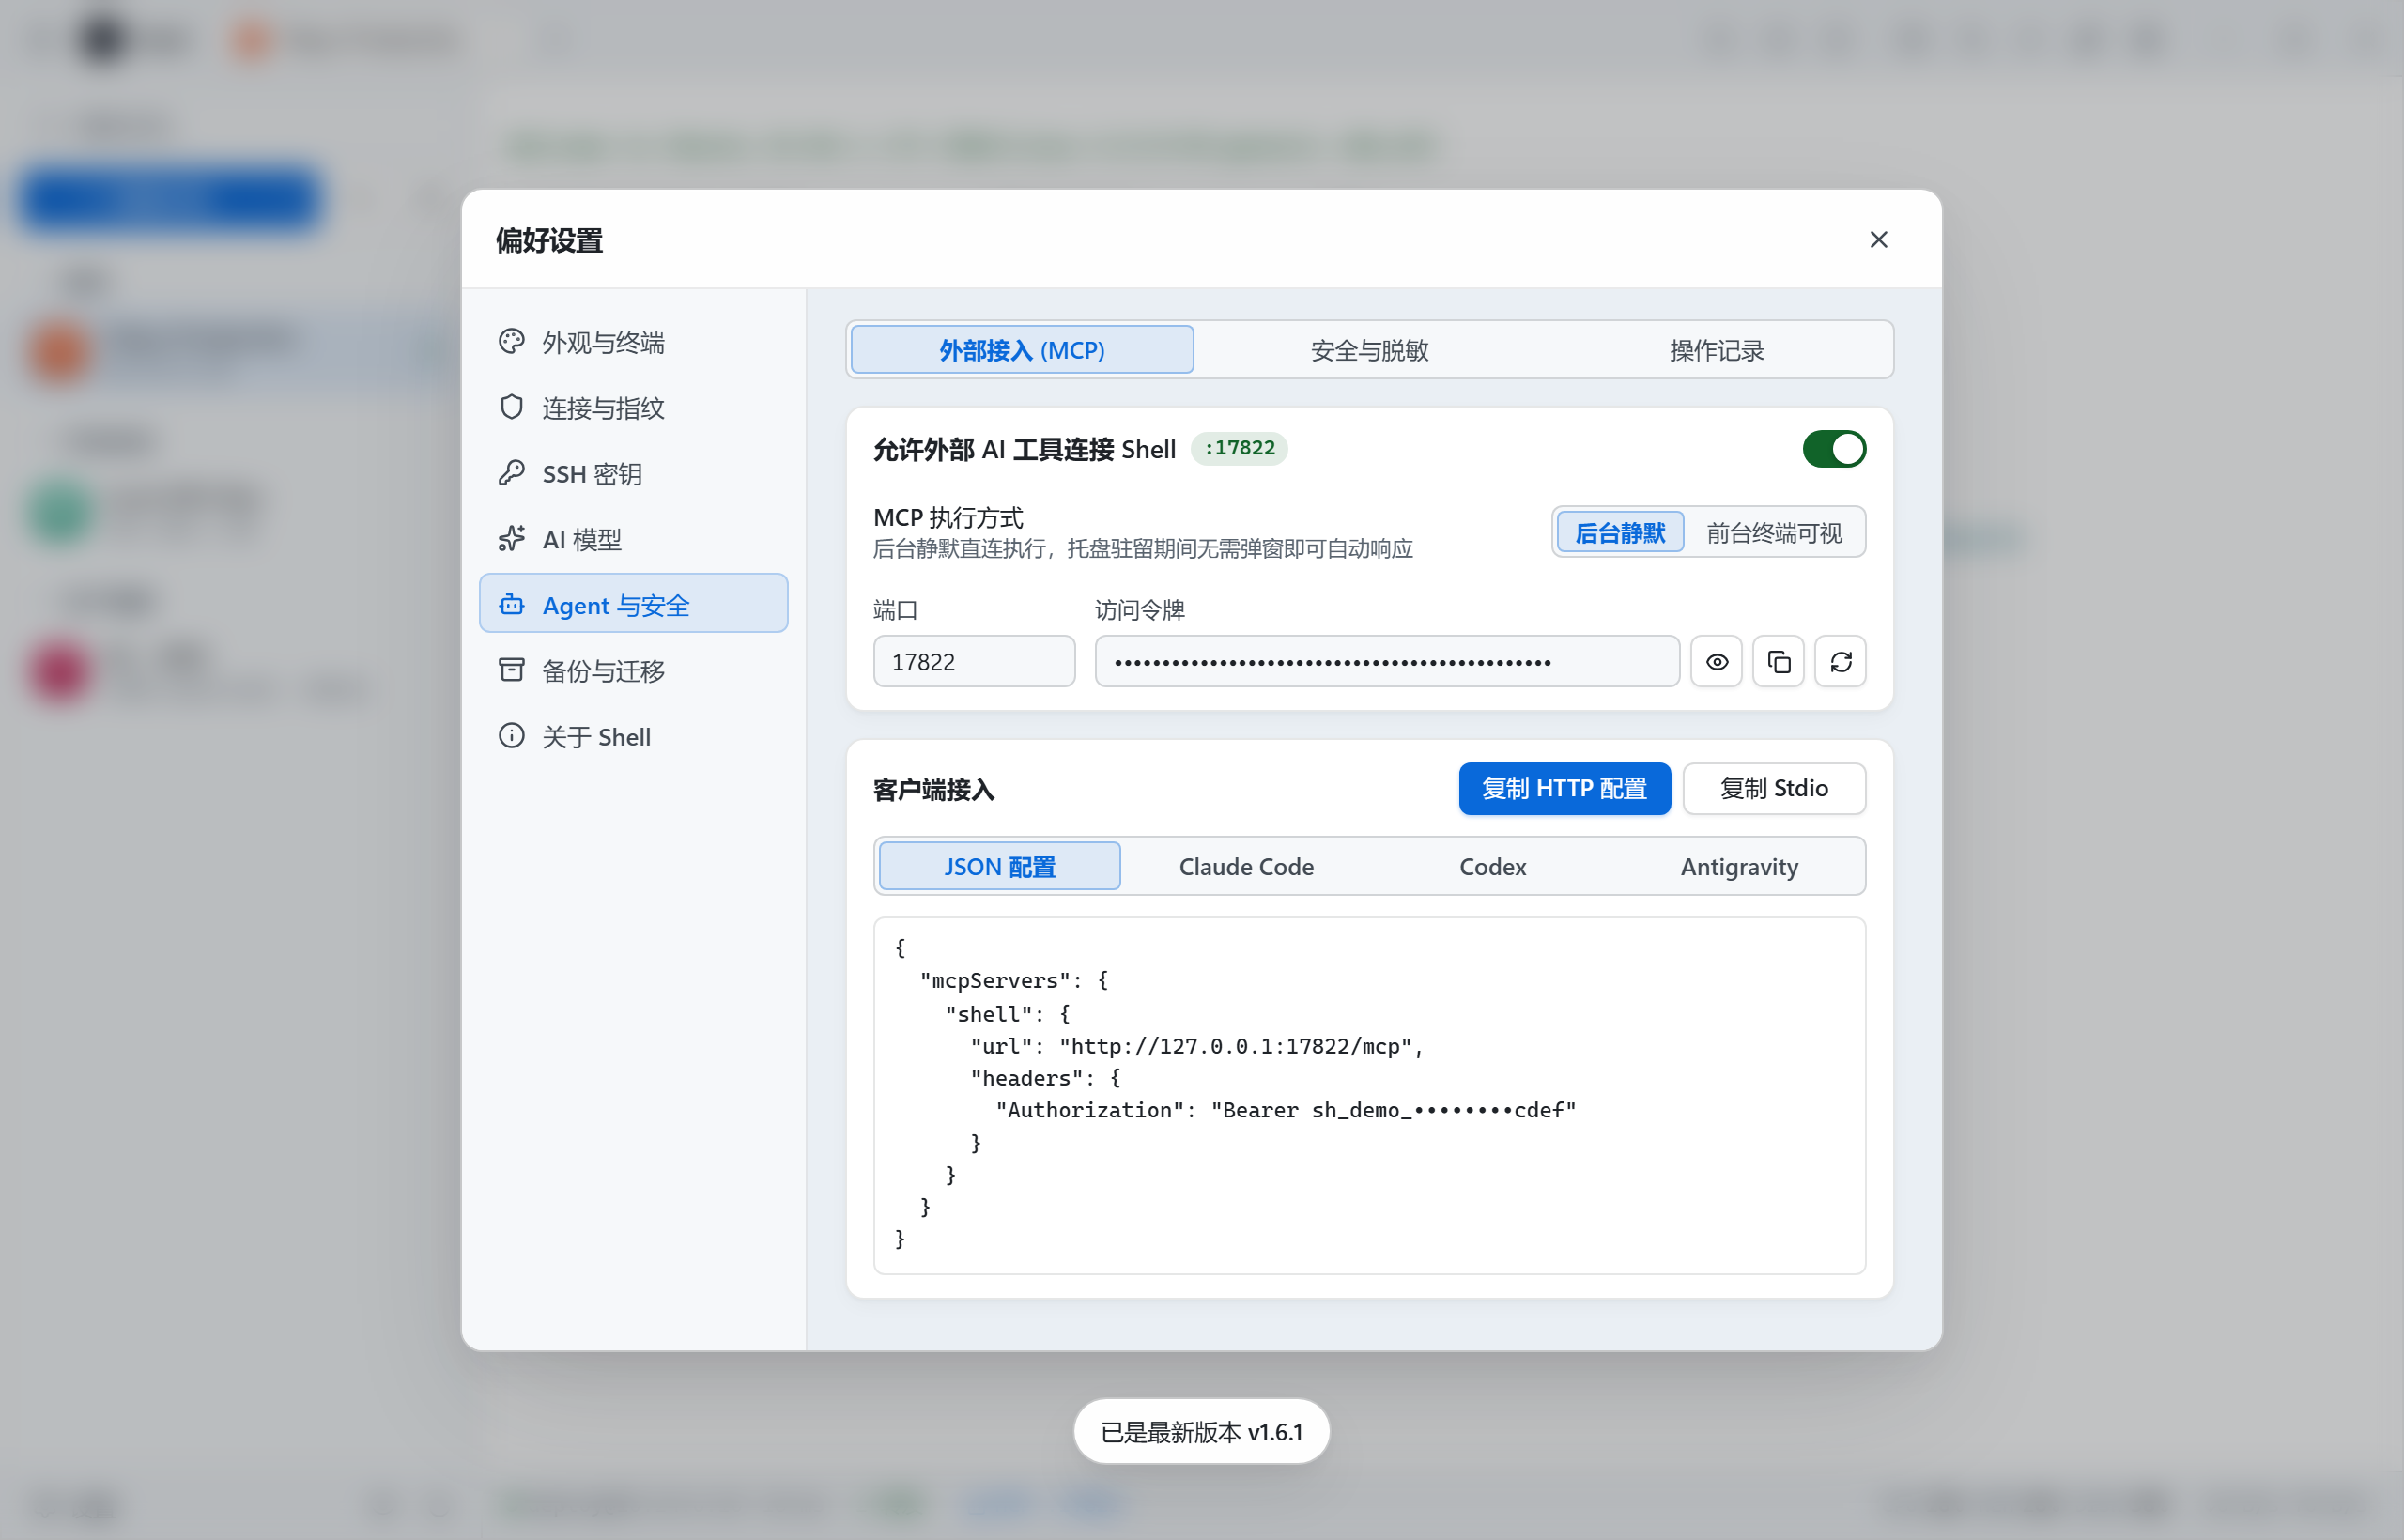 偏好设置
外观与终端
连接与指纹
SSH 密钥
AI 模型
Agent 与安全
备份与迁移
关于 Shell
外部接入 (MCP)
安全与脱敏
操作记录
允许外部 AI 工具连接 Shell
:17822
MCP 执行方式
后台静默直连执行，托盘驻留期间无需弹窗即可自动响应
后台静默
前台终端可视
端口
访问令牌
17822
••••••••••••••••••••••••••••••••••••••••••••••
客户端接入
复制 HTTP 配置
复制 Stdio
JSON 配置
Claude Code
Codex
Antigravity
{
"mcpServers": {
"shell": {
"url": "http://127.0.0.1:17822/mcp",
"headers": {
"Authorization": "Bearer sh_demo_••••••••cdef"
}
}
}
}
已是最新版本 v1.6.1